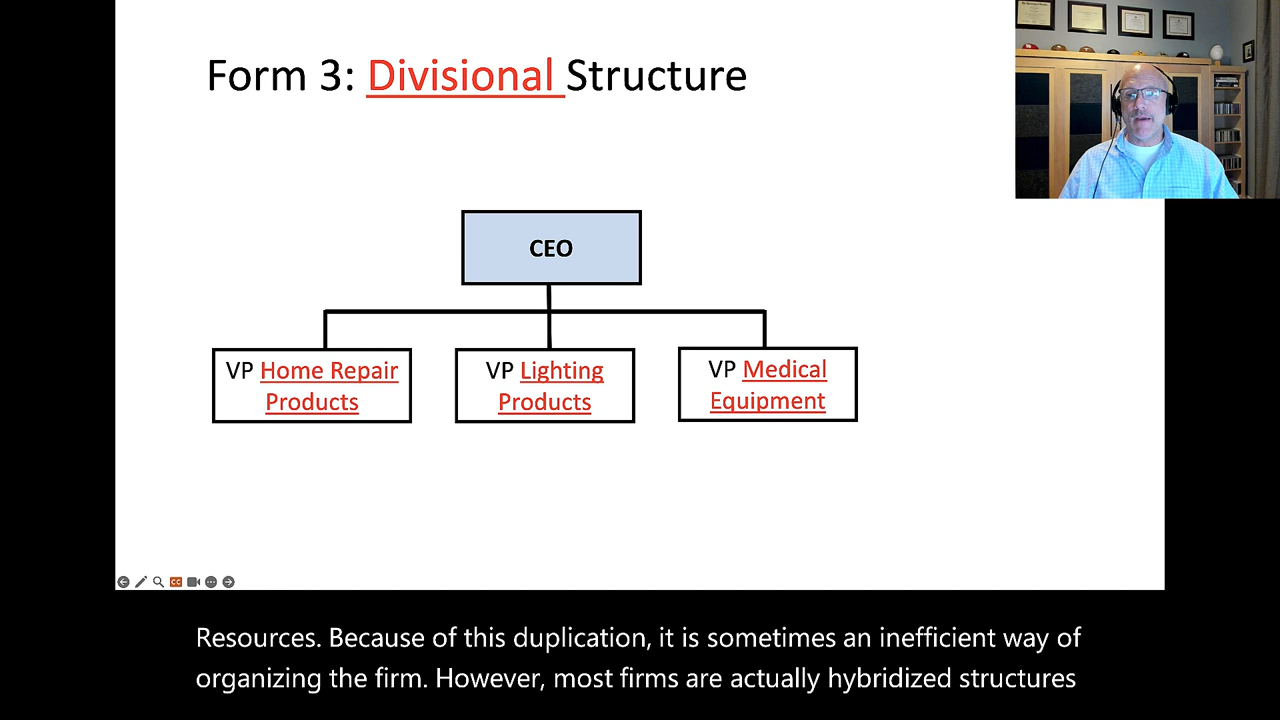 Form 3: Divisional Structure
CEO
VP Home Repair
Products
VP Lighting
Products
VP Medical
Equipment
CC
Resources. Because of this duplication, it is sometimes an inefficient way of
organizing the firm. However, most firms are actually hybridized structures